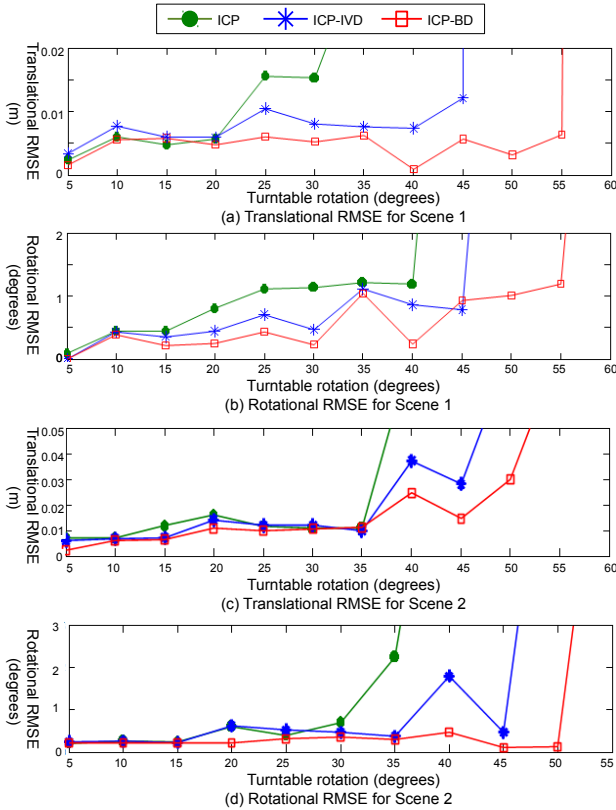 ICP ICP-IVD ICP-BD
Translational RMSE
(m)
0.02
0.01
0
5 10 15 20 25 30 35 40 45 50 55 60
Turntable rotation (degrees)
(a) Translational RMSE for Scene 1
Rotational RMSE
(degrees)
2
1
0
5 10 15 20 25 30 35 40 45 50 55 60
Turntable rotation (degrees)
(b) Rotational RMSE for Scene 1
Translational RMSE
(m)
0.05
0.04
0.03
0.02
0.01
0
5 10 15 20 25 30 35 40 45 50 55 60
Turntable rotation (degrees)
(c) Translational RMSE for Scene 2
Rotational RMSE
(degrees)
3
2
1
0
5 10 15 20 25 30 35 40 45 50 55
Turntable rotation (degrees)
(d) Rotational RMSE for Scene 2